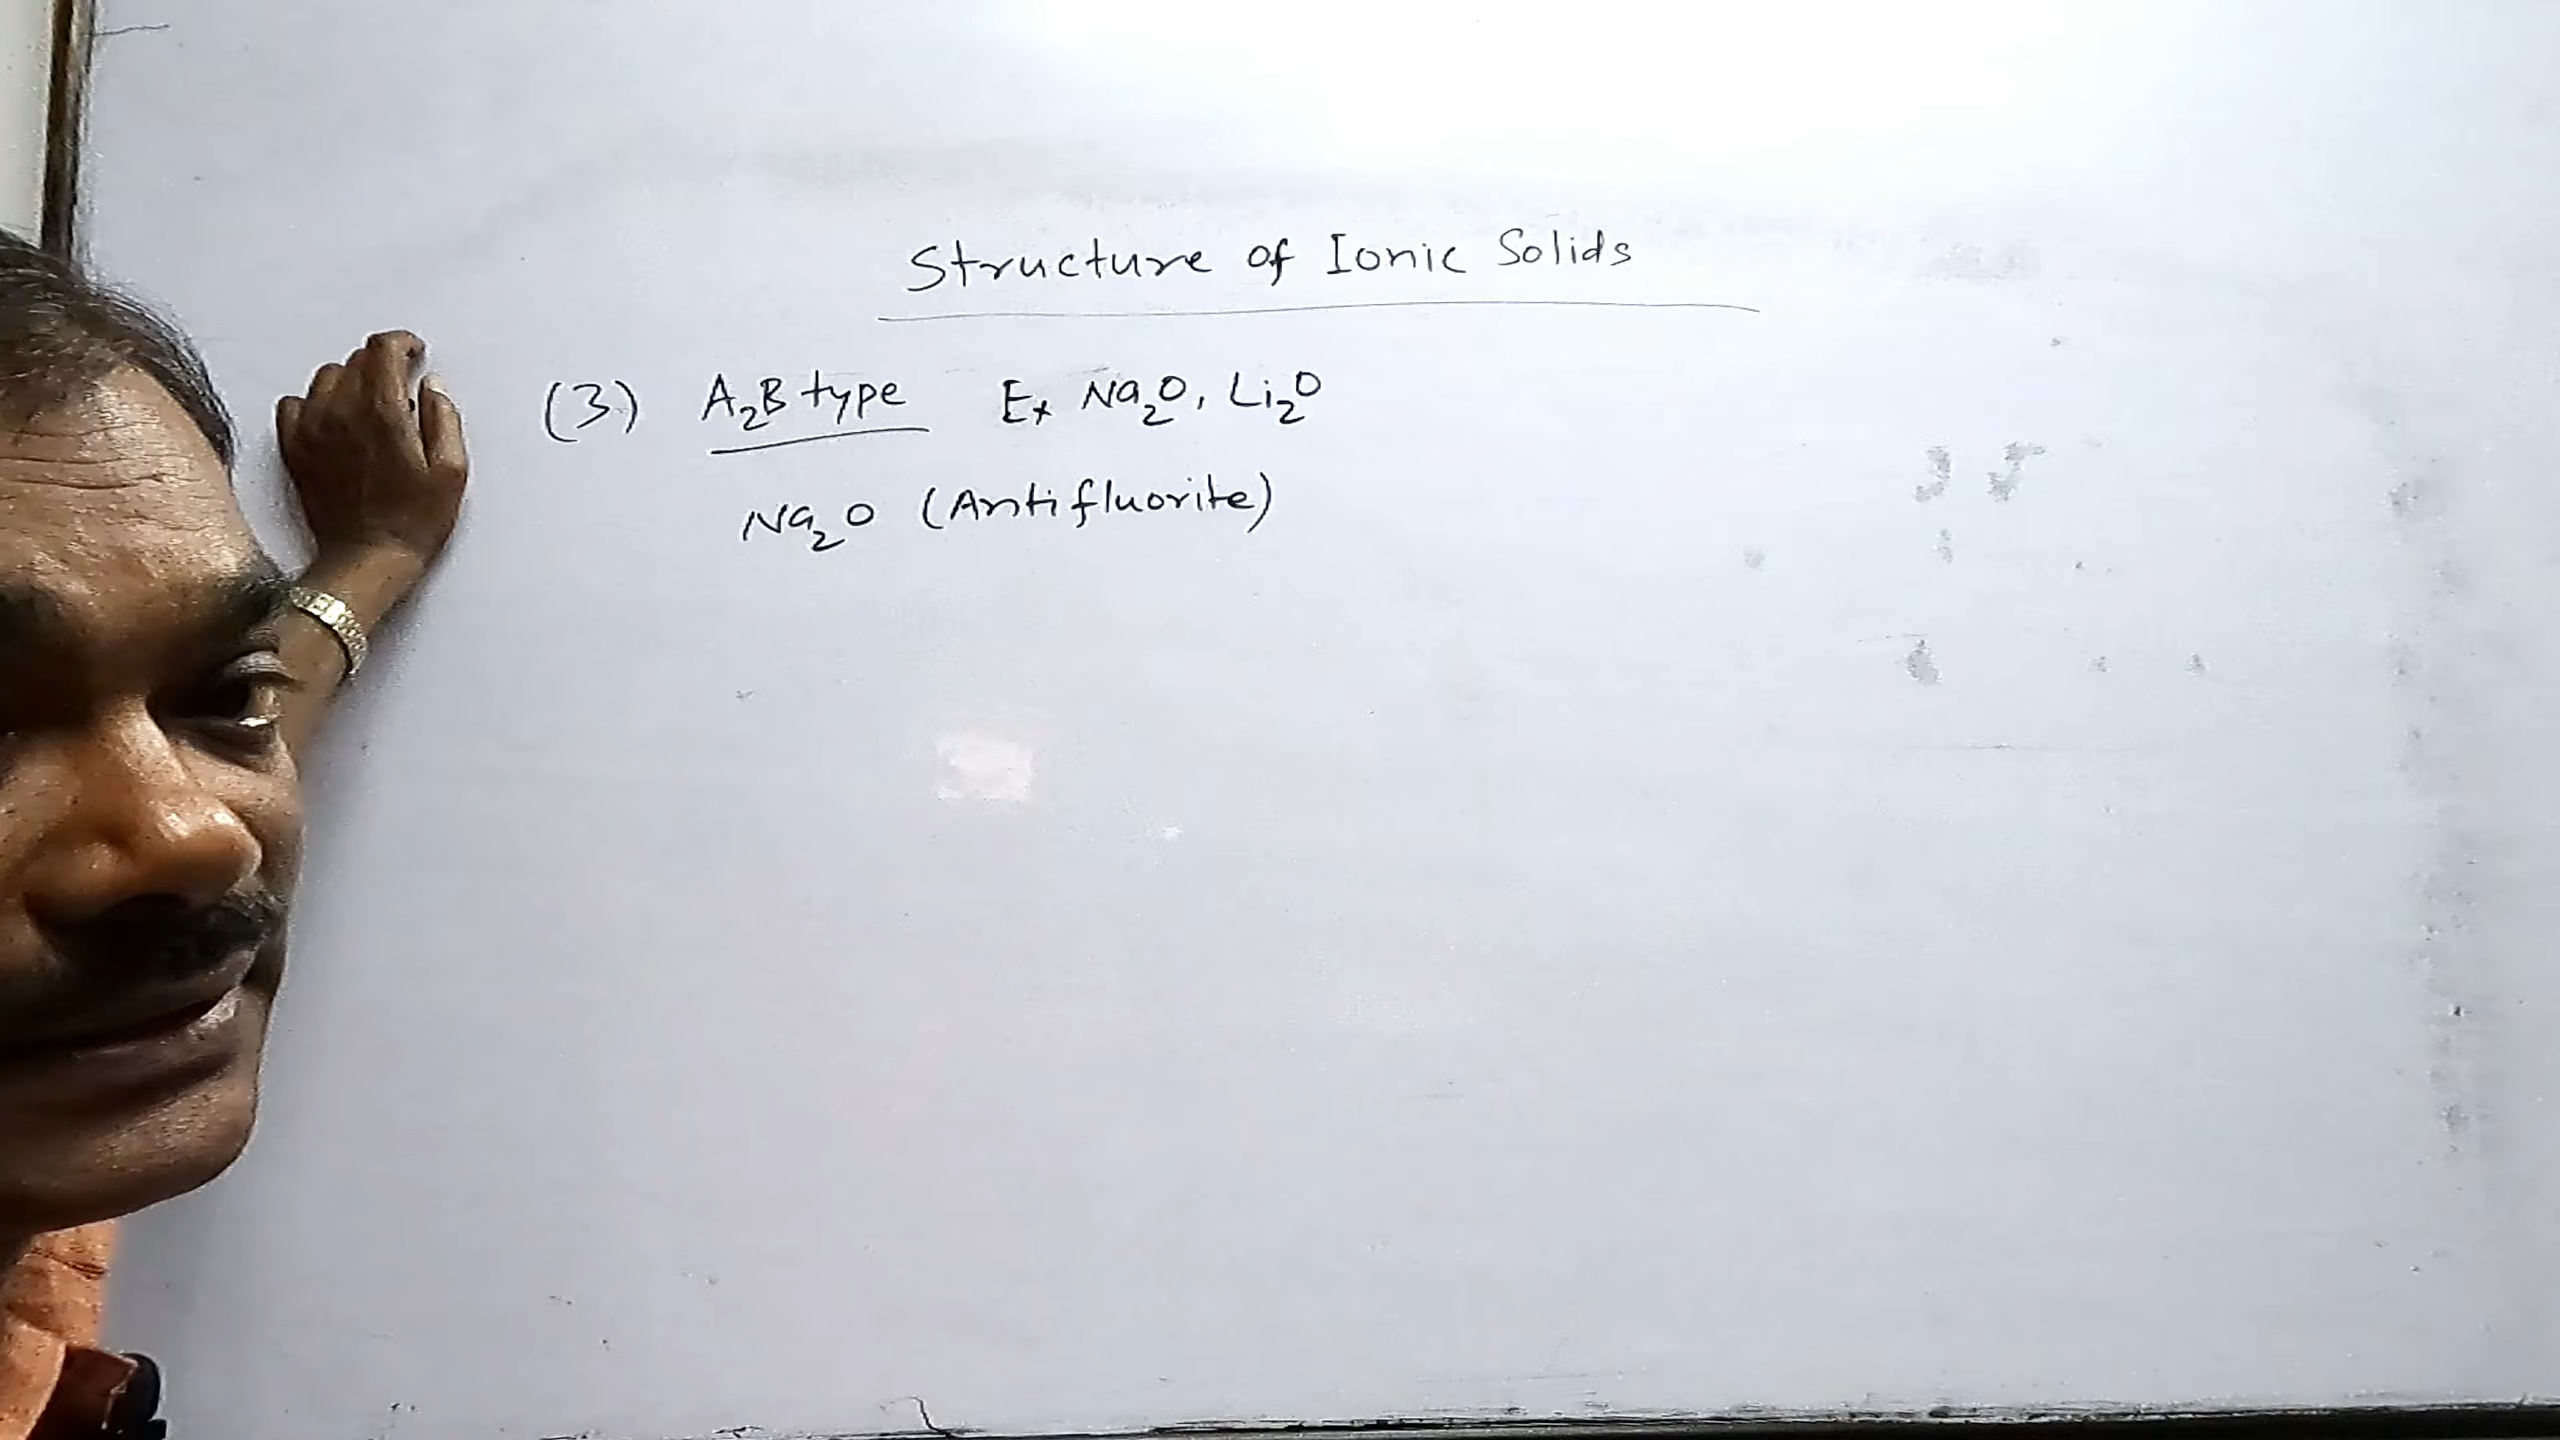 Structure of Ionic Solids
(3) A₂B type Ex Na₂O, Li₂O
Na₂O (Antifluorite)